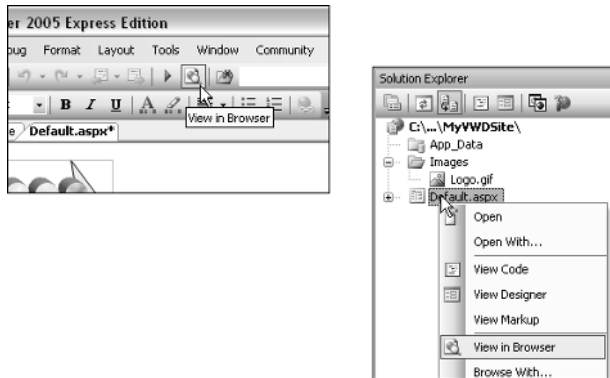 er 2005 Express Edition
bug Format Layout Tools Window Community
B I U A
View in Browser
e Default.aspx*
Solution Explorer
C:\...\MyVWDSite\
App_Data
Images
Logo.gif
Default.aspx
Open
Open With...
View Code
View Designer
View Markup
View in Browser
Browse With...